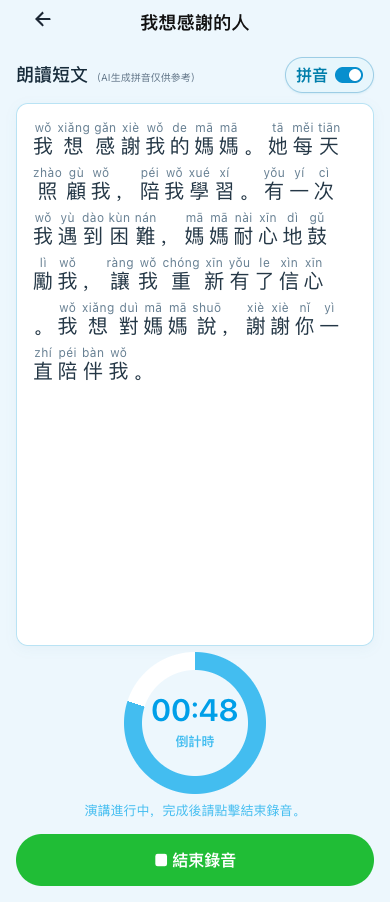 我想感謝的人
朗讀短文 (AI生成拼音仅供参考) 拼音
wǒ xiǎng gǎn xiè wǒ de mā mā tā měi tiān
我想感謝我的媽媽。她每天
zhào gù wǒ péi wǒ xué xí yǒu yí cì
照顧我，陪我學習。有一次
wǒ yù dào kùn nán mā mā nài xīn dì gǔ
我遇到困難，媽媽耐心地鼓
lì wǒ ràng wǒ chóng xīn yǒu le xìn xīn
勵我，讓我重新有了信心
wǒ xiǎng duì mā mā shuō xiè xiè nǐ yì
。我想對媽媽說，謝謝你一
zhí péi bàn wǒ
直陪伴我。
00:48
倒計時
演講進行中，完成後請點擊結束錄音。
結束錄音